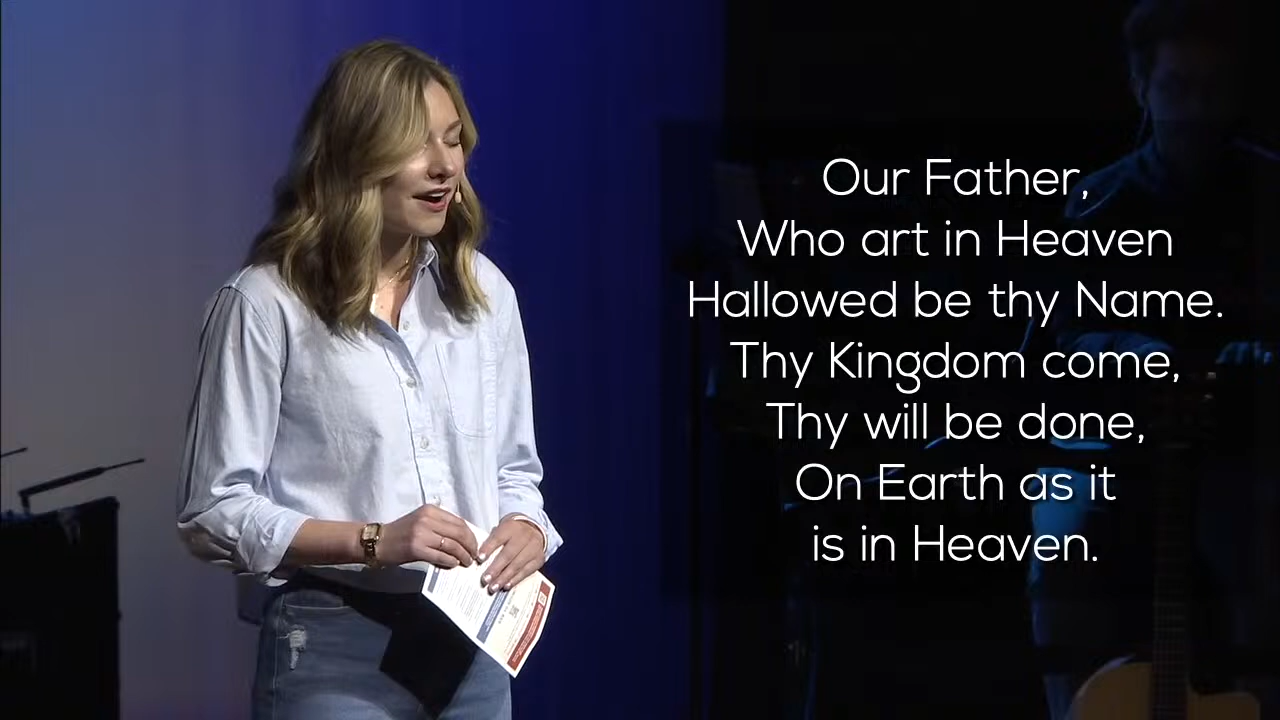 Our Father,
Who art in Heaven
Hallowed be thy Name.
Thy Kingdom come,
Thy will be done,
On Earth as it
is in Heaven.